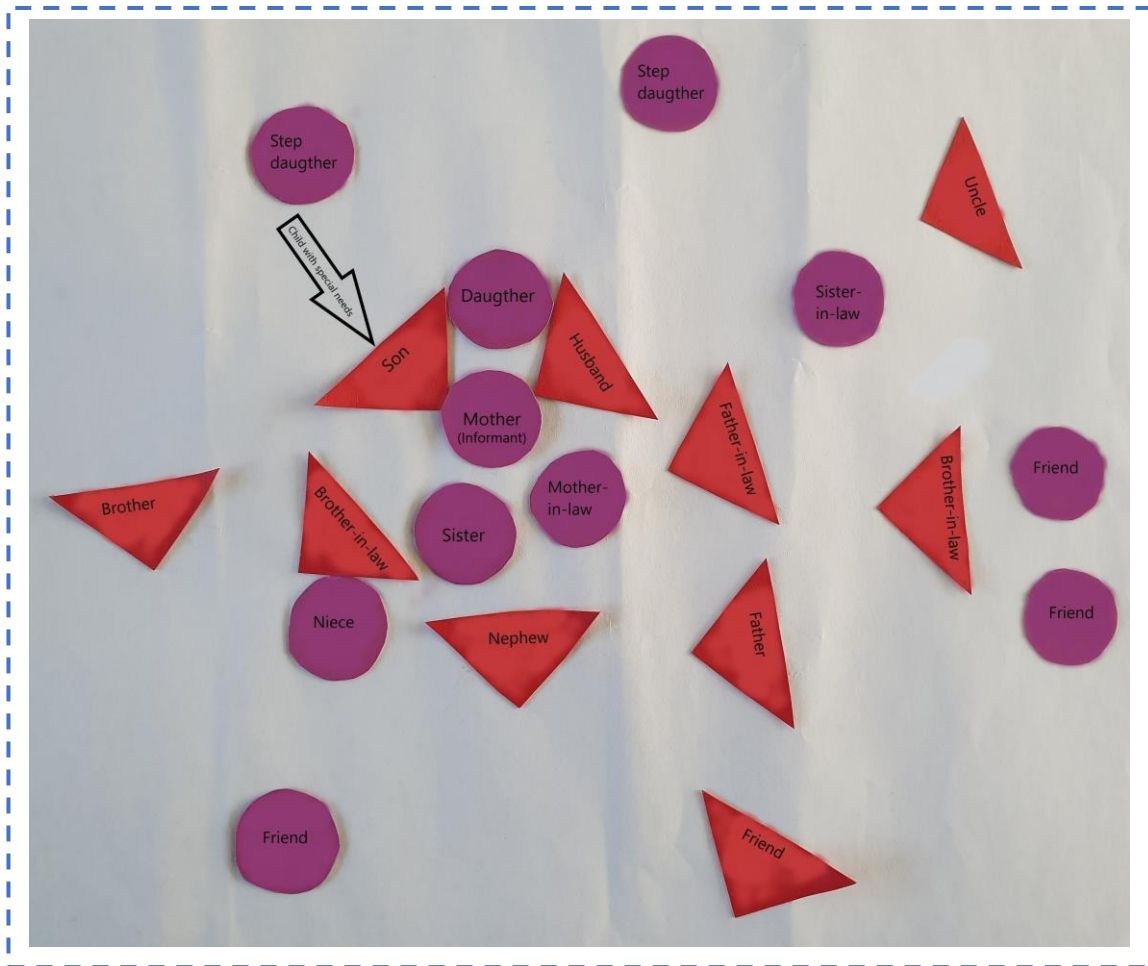 Step
daugther
Step
daugther
Uncle
Child with special needs
Daugther
Sister-
in-law
Son
Husband
Mother
(Informant)
Father-in-law
Friend
Brother-in-law
Mother-
in-law
Brother
Brother-in-law
Sister
Friend
Niece
Nephew
Father
Friend
Friend